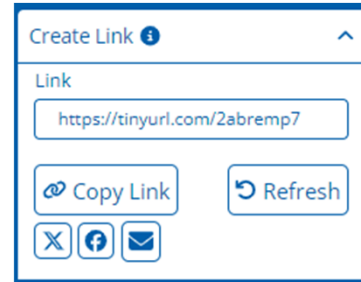 Create Link
Link
https://tinyurl.com/2abremp7
Copy Link
Refresh